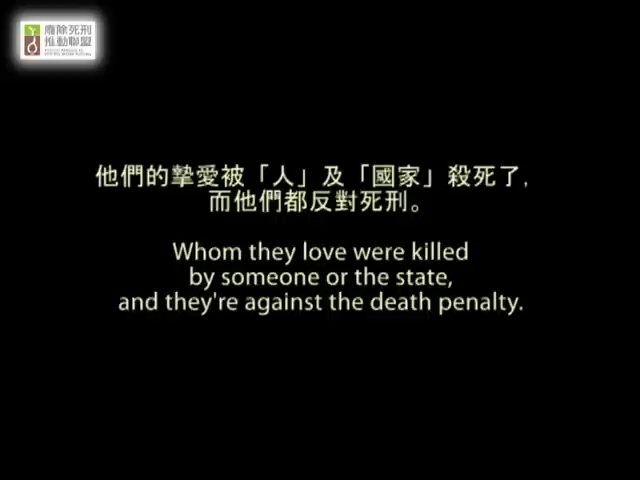 廢除死刑
推動聯盟
他們的摯愛被「人」及「國家」殺死了，
而他們都反對死刑。
Whom they love were killed
by someone or the state,
and they're against the death penalty.